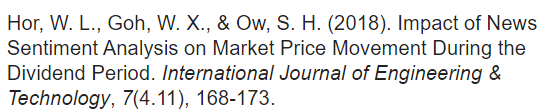 Hor, W. L., Goh, W. X., & Ow, S. H. (2018). Impact of News
Sentiment Analysis on Market Price Movement During the
Dividend Period. International Journal of Engineering &
Technology, 7(4.11), 168-173.